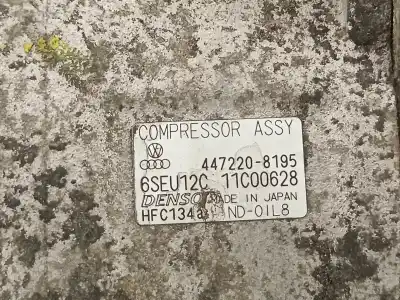 COMPRESSOR ASSY
447220-8195
6SEU12C 11C00628
DENSO MADE IN JAPAN
HFC134a ND-OIL8